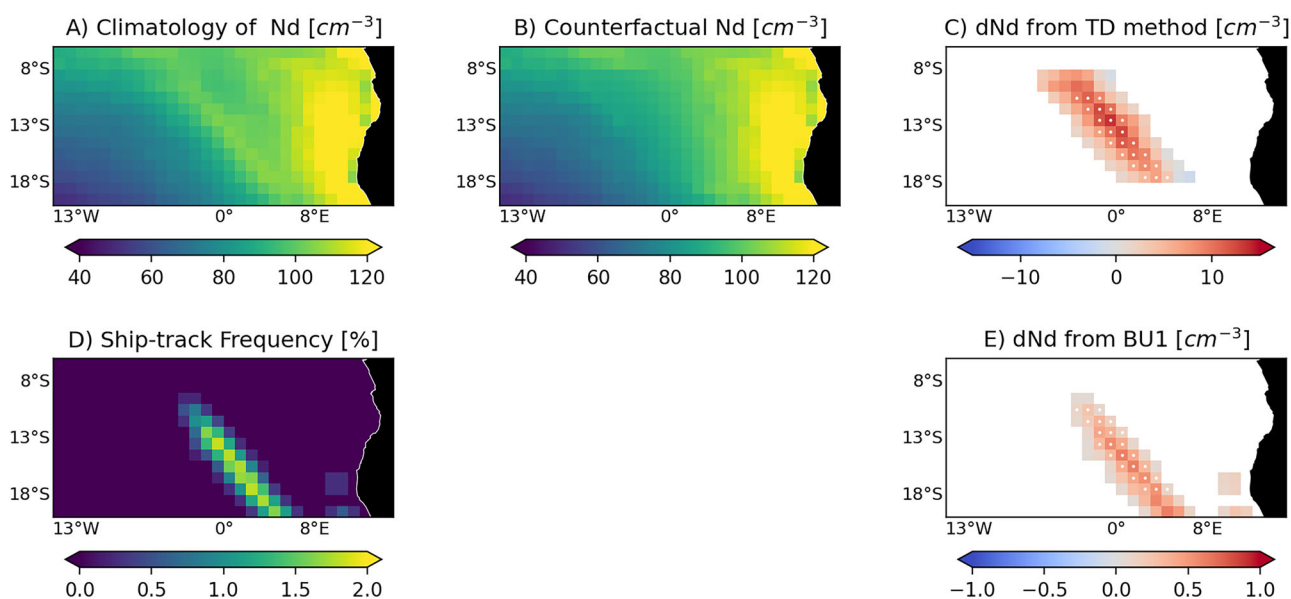 A) Climatology of Nd [cm⁻³]
B) Counterfactual Nd [cm⁻³]
C) dNd from TD method [cm⁻³]
8°S
13°S
18°S
13°W 0° 8°E
8°S
13°S
18°S
13°W 0° 8°E
8°S
13°S
18°S
13°W 0° 8°E
40 60 80 100 120
40 60 80 100 120
−10 0 10
D) Ship-track Frequency [%]
E) dNd from BU1 [cm⁻³]
8°S
13°S
18°S
13°W 0° 8°E
8°S
13°S
18°S
13°W 0° 8°E
0.0 0.5 1.0 1.5 2.0
−1.0 −0.5 0.0 0.5 1.0